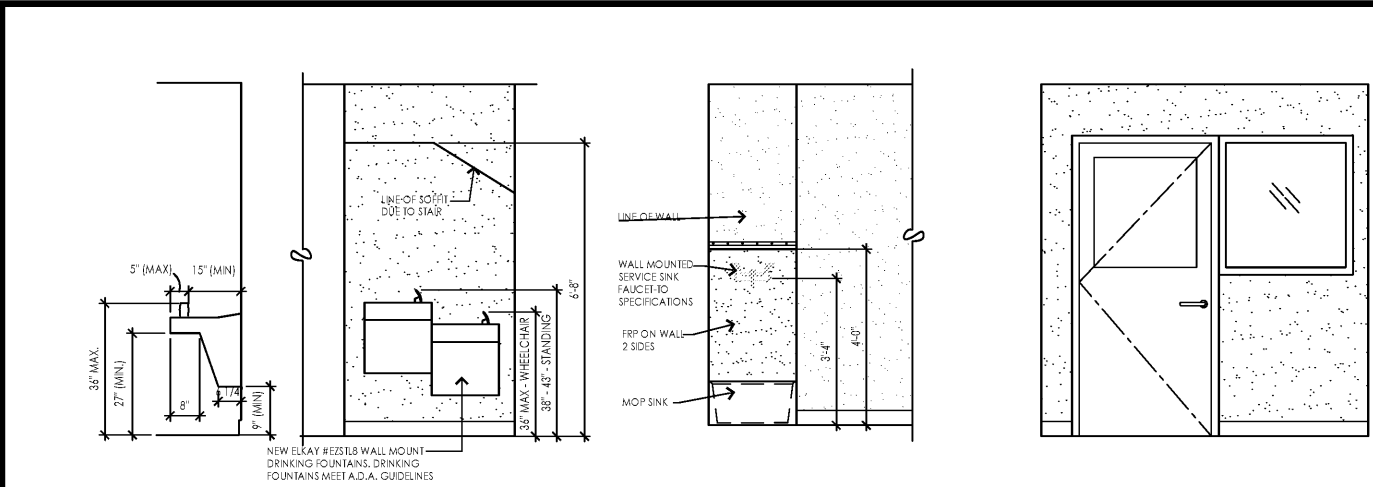 5" (MAX)
15" (MIN)
36" MAX.
27" (MIN.)
8"
1/4"
9" (MIN)
LINE OF SOFFIT
DUE TO STAIR
6'-8"
36" MAX - WHEELCHAIR
38" - 43" - STANDING
NEW ELKAY #EZSTL8 WALL MOUNT
DRINKING FOUNTAINS. DRINKING
FOUNTAINS MEET A.D.A. GUIDELINES
LINE OF WALL
WALL MOUNTED
SERVICE SINK
FAUCET-TO
SPECIFICATIONS
FRP ON WALL
2 SIDES
MOP SINK
3'-4"
4'-0"